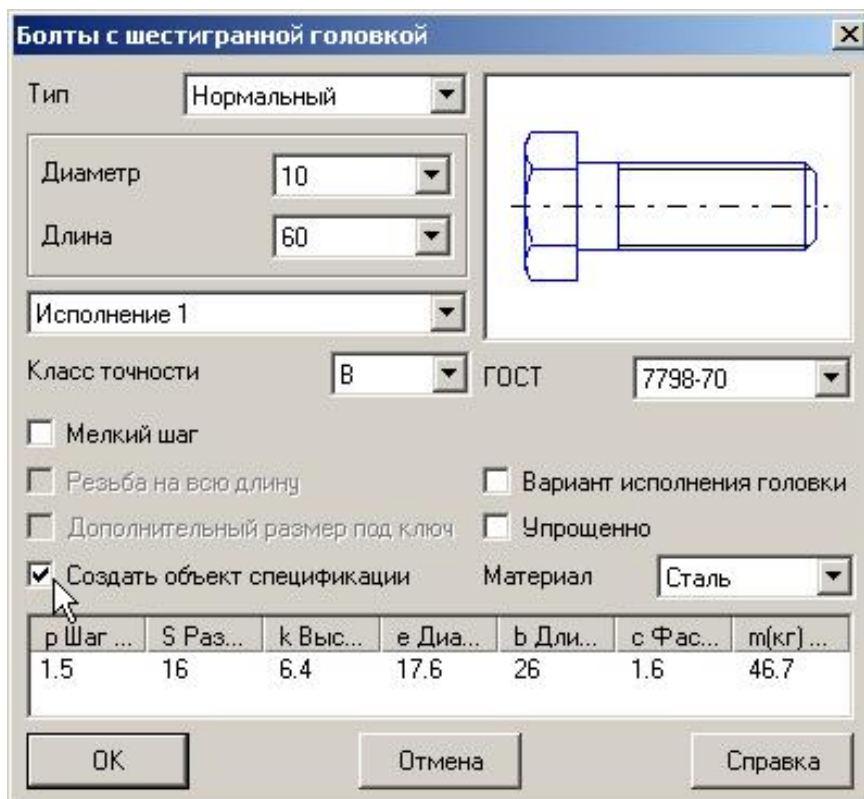 Болты с шестигранной головкой
Тип Нормальный
Диаметр 10
Длина 60
Исполнение 1
Класс точности B ГОСТ 7798-70
Мелкий шаг
Резьба на всю длину Вариант исполнения головки
Дополнительный размер под ключ Упрощенно
Создать объект спецификации Материал Сталь
p Шаг ... S Раз... k Выс... e Диа... b Дли... c Фас... m(кг) ...
1.5 16 6.4 17.6 26 1.6 46.7
OK Отмена Справка